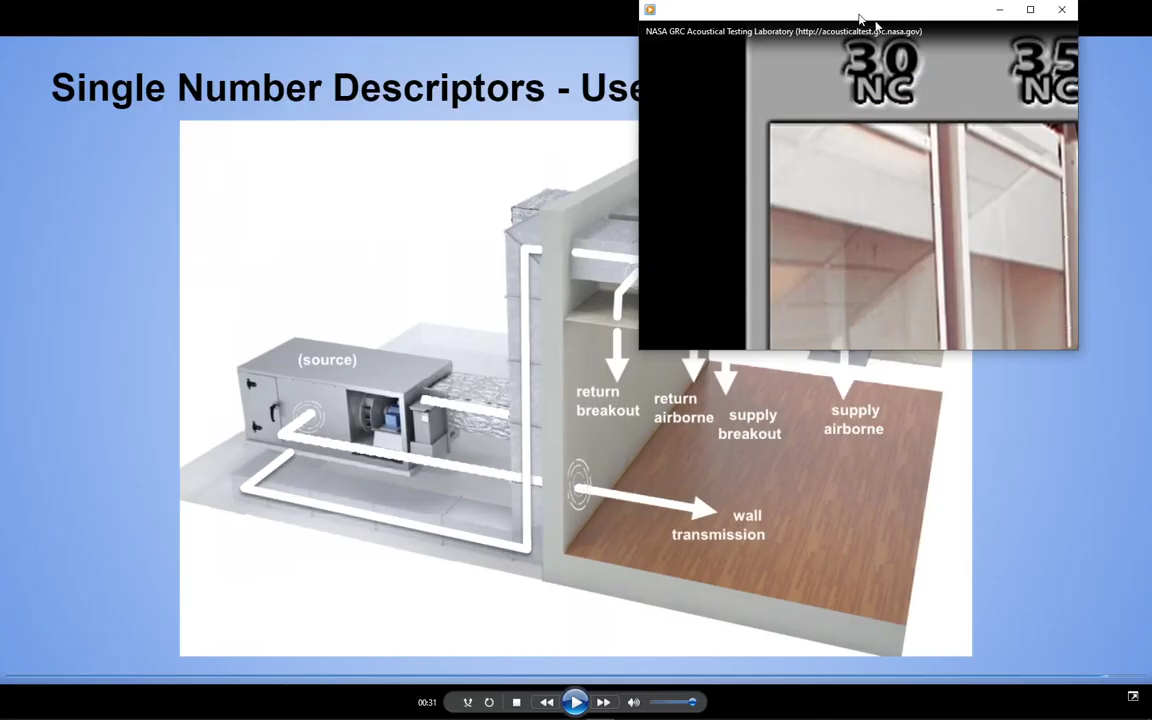 NASA GRC Acoustical Testing Laboratory (http://acousticaltest.grc.nasa.gov)
30
NC
35
NC
Single Number Descriptors - Use
(source)
return
breakout
return
airborne
supply
breakout
supply
airborne
wall
transmission
00:31